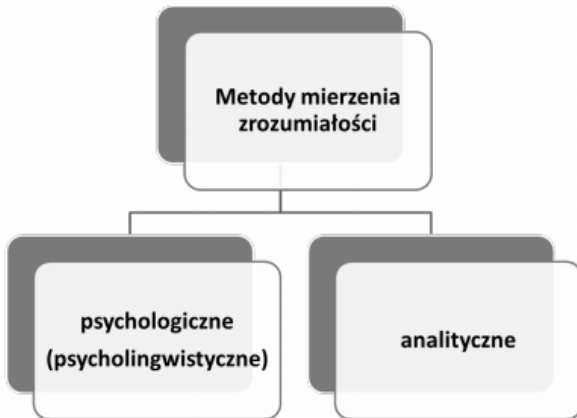 Metody mierzenia
zrozumiałości
psychologiczne
(psycholingwistyczne)
analityczne